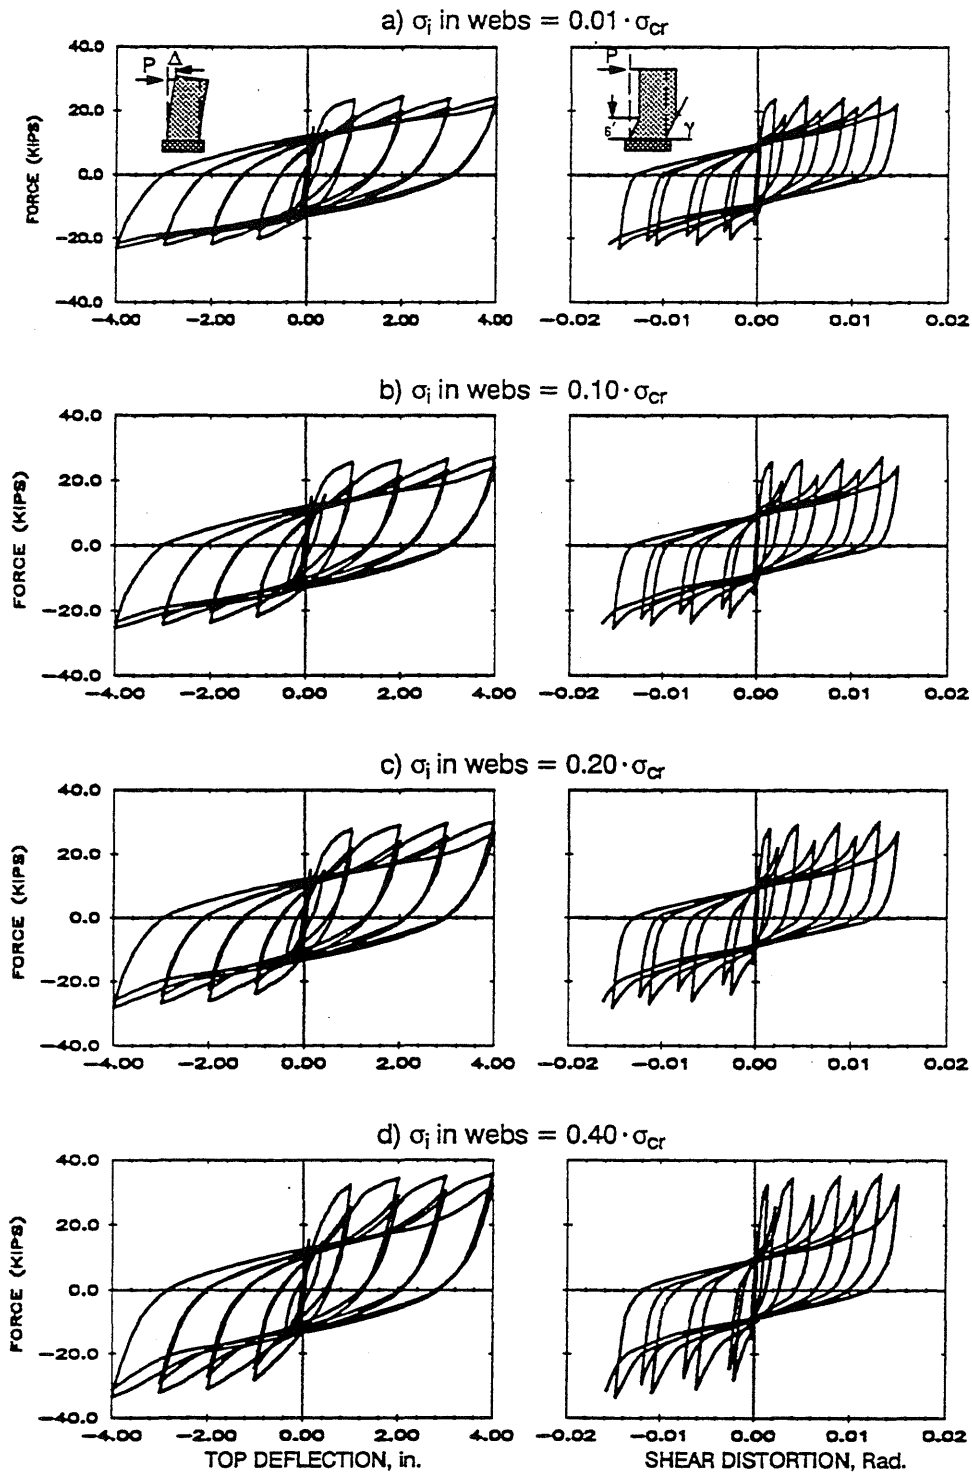 a) σi in webs = 0.01·σcr
40.0
20.0
0.0
−20.0
−40.0
FORCE (KIPS)
P Δ
−4.00 −2.00 0.00 2.00 4.00
P
6' γ
−0.02 −0.01 0.00 0.01 0.02
b) σi in webs = 0.10·σcr
40.0
20.0
0.0
−20.0
−40.0
FORCE (KIPS)
−4.00 −2.00 0.00 2.00 4.00
−0.02 −0.01 0.00 0.01 0.02
c) σi in webs = 0.20·σcr
40.0
20.0
0.0
−20.0
−40.0
FORCE (KIPS)
−4.00 −2.00 0.00 2.00 4.00
−0.02 −0.01 0.00 0.01 0.02
d) σi in webs = 0.40·σcr
40.0
20.0
0.0
−20.0
−40.0
FORCE (KIPS)
−4.00 −2.00 0.00 2.00 4.00
−0.02 −0.01 0.00 0.01 0.02
TOP DEFLECTION, in.
SHEAR DISTORTION, Rad.